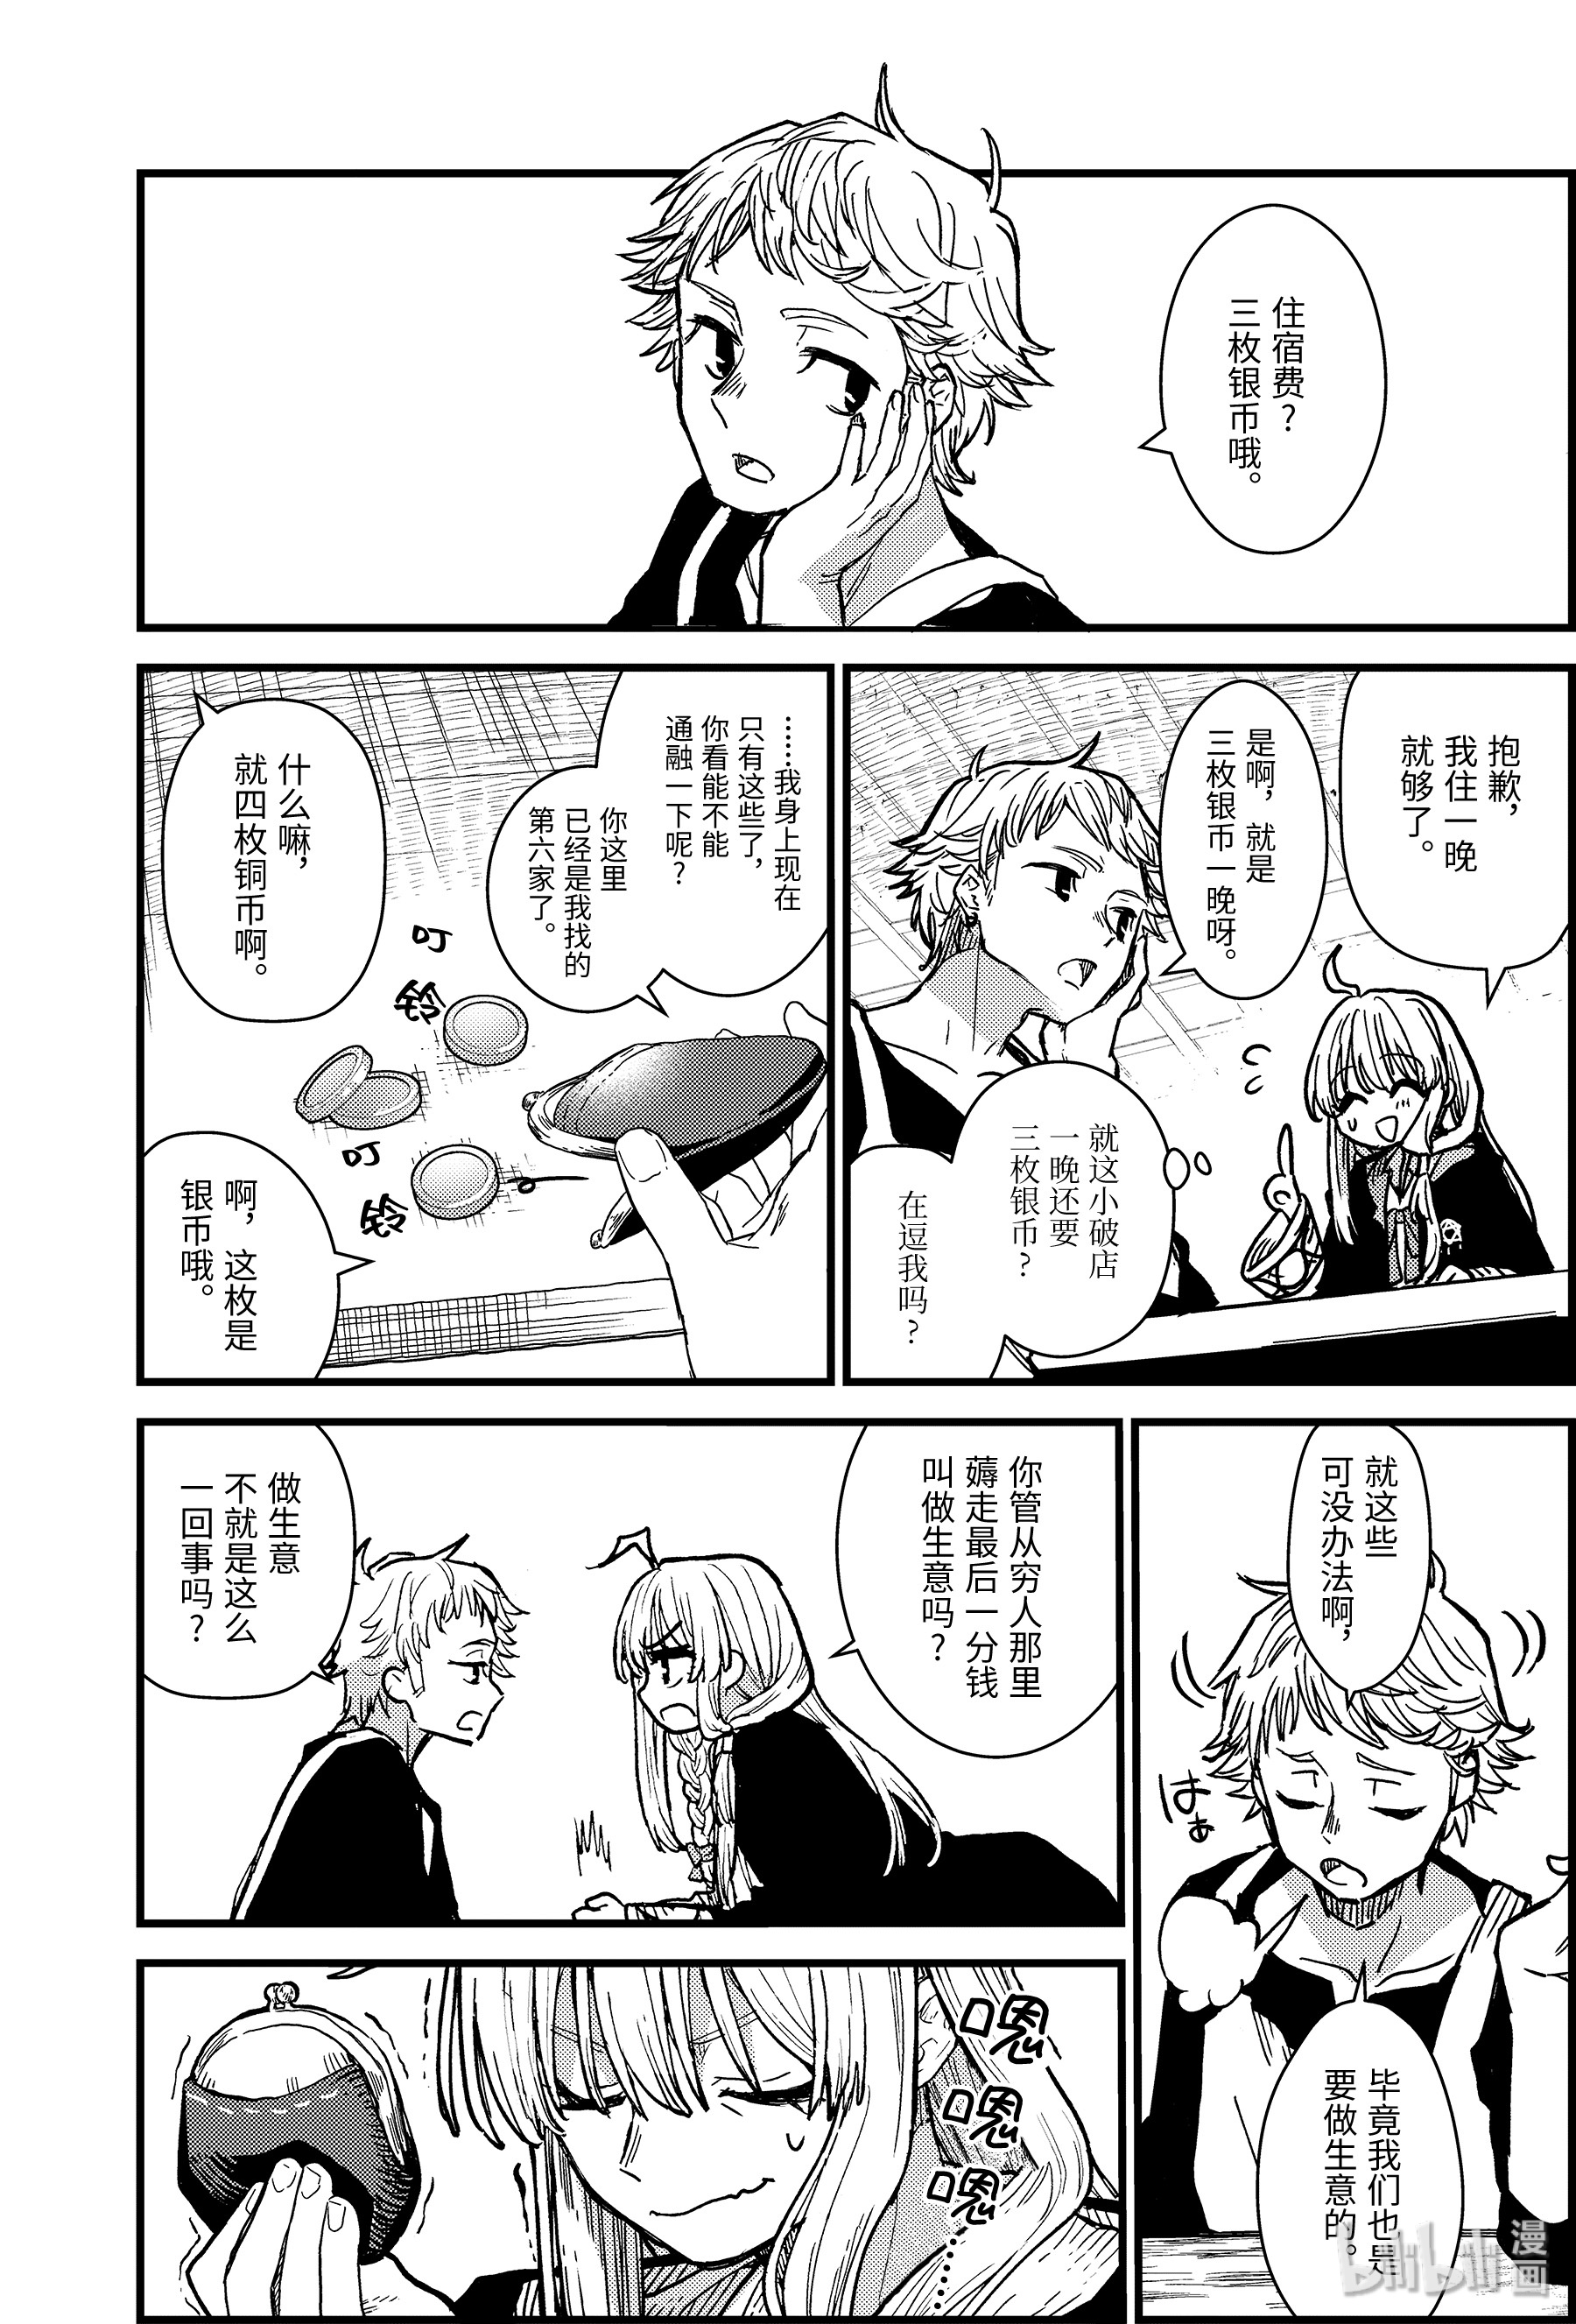 住宿费?
三枚银币哦。
抱歉，
我住一晚
就够了。
是啊，就是
三枚银币一晚呀。
就这小破店
一晚还要
三枚银币?
在逗我吗?
……我身上现在
只有这些了，
你看能不能
通融一下呢?
你这里
已经是我找的
第六家了。
什么嘛，
就四枚铜币啊。
叮
铃
叮
铃
啊，这枚是
银币哦。
就这些
可没办法啊，
はぁ
毕竟我们也是
要做生意的。
你管从穷人那里
薅走最后一分钱
叫做生意吗?
做生意
不就是这么
一回事吗?
嗯
嗯
嗯……
bilibili
漫画